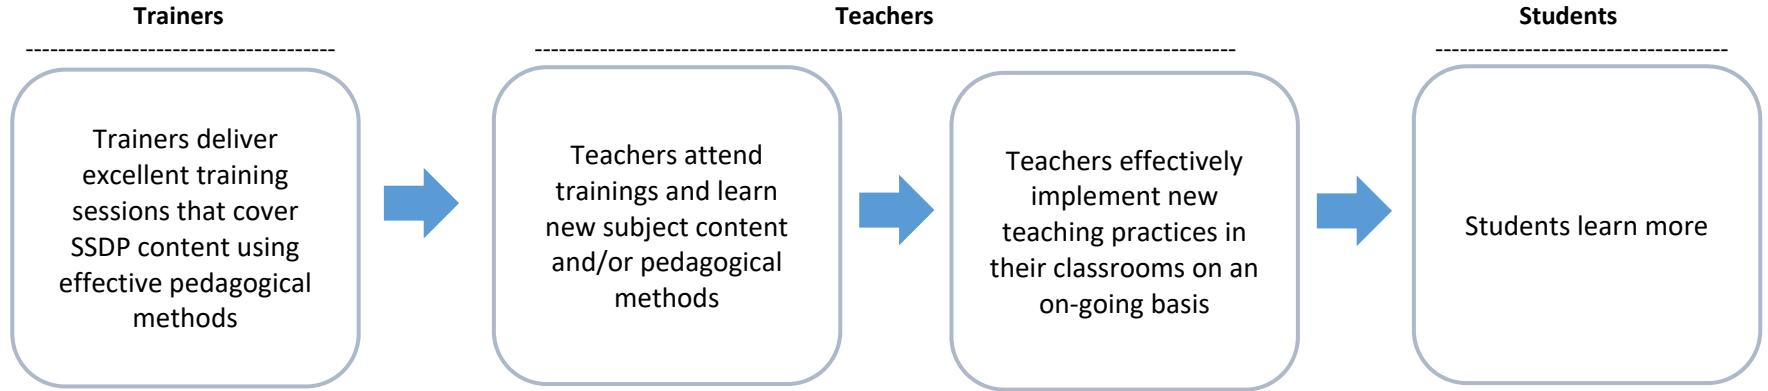 Trainers
Teachers
Students
Trainers deliver
excellent training
sessions that cover
SSDP content using
effective pedagogical
methods
Teachers attend
trainings and learn
new subject content
and/or pedagogical
methods
Teachers effectively
implement new
teaching practices in
their classrooms on an
on-going basis
Students learn more